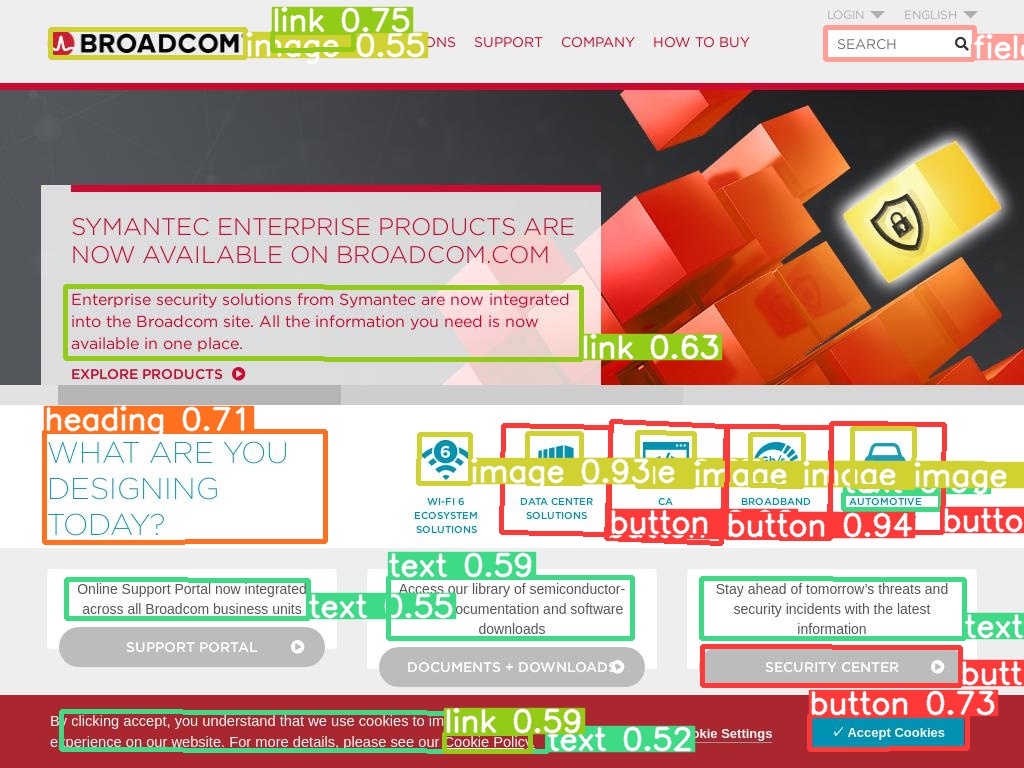 LOGIN ENGLISH
link 0.75
BROADCOM
image 0.55
SUPPORT COMPANY HOW TO BUY
SEARCH
SYMANTEC ENTERPRISE PRODUCTS ARE
NOW AVAILABLE ON BROADCOM.COM
Enterprise security solutions from Symantec are now integrated
into the Broadcom site. All the information you need is now
available in one place.
link 0.63
EXPLORE PRODUCTS
heading 0.71
WHAT ARE YOU
DESIGNING
TODAY?
6
image 0.93
image
image
image
WI-FI 6
ECOSYSTEM
SOLUTIONS
DATA CENTER
SOLUTIONS
CA
BROADBAND
AUTOMOTIVE
button
button 0.94
text 0.59
Online Support Portal now integrated
across all Broadcom business units
text 0.55
SUPPORT PORTAL
Access our library of semiconductor-
documentation and software
downloads
DOCUMENTS + DOWNLOADS
Stay ahead of tomorrow's threats and
security incidents with the latest
information
text
SECURITY CENTER
button 0.73
By clicking accept, you understand that we use cookies to
experience on our website. For more details, please see our Cookie Policy.
link 0.59
text 0.52
Settings
✓ Accept Cookies